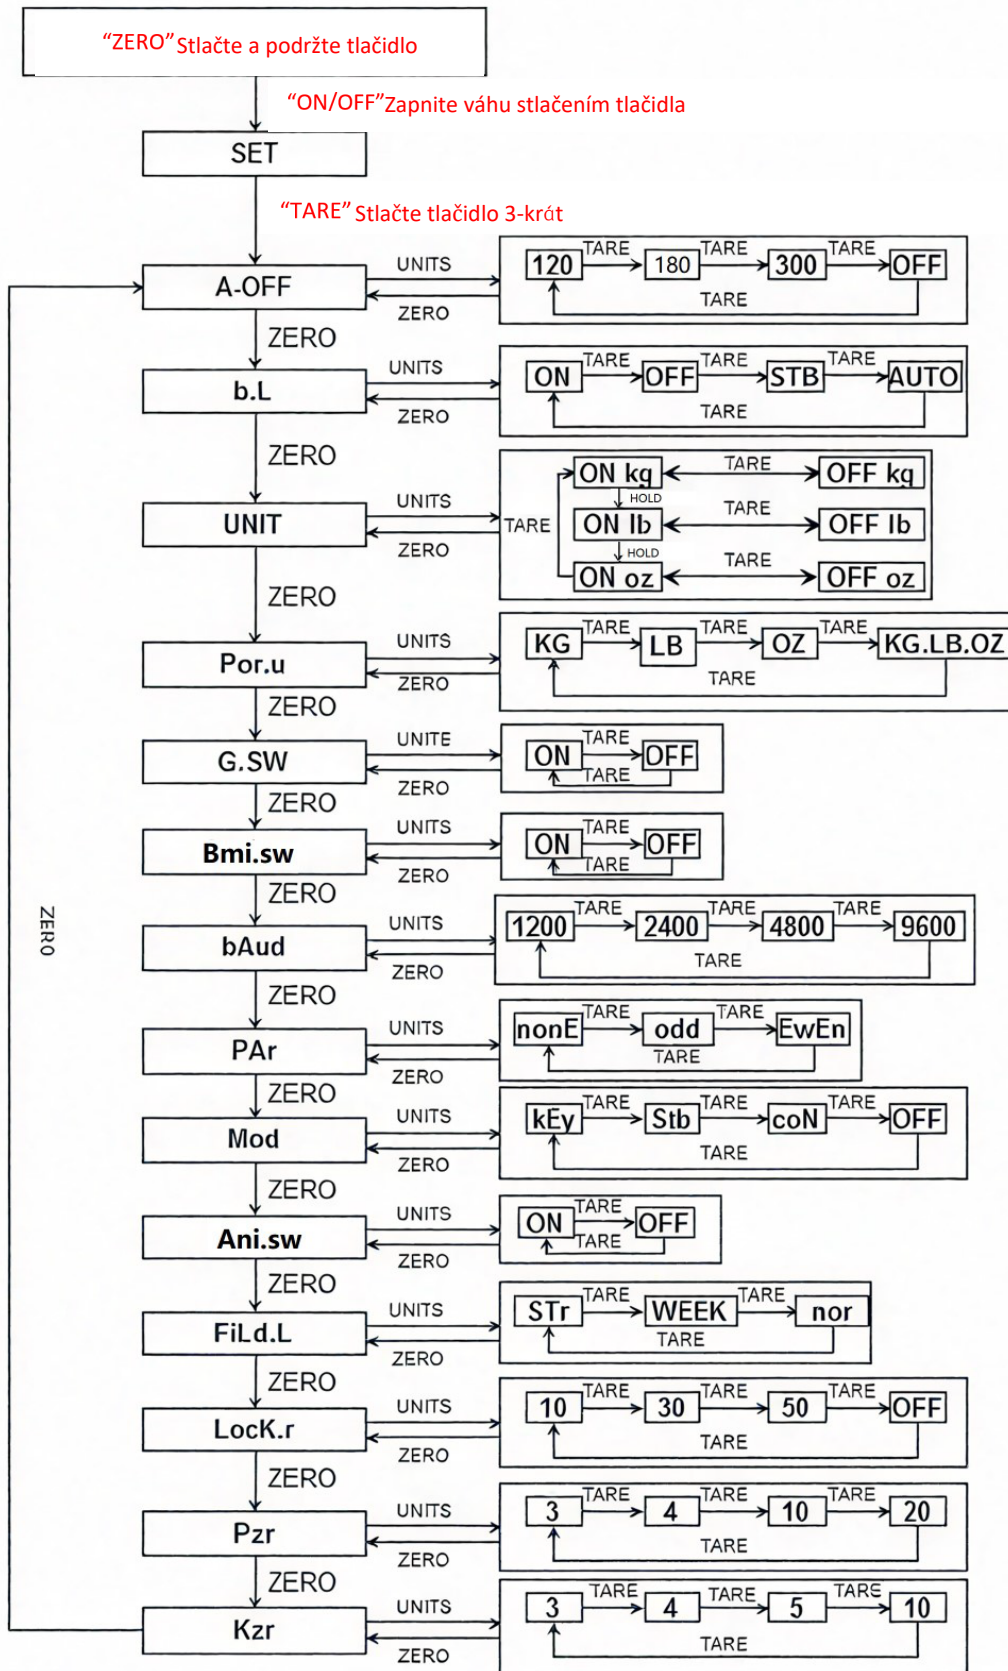 “ZERO” Stlačte a podržte tlačidlo
“ON/OFF” Zapnite váhu stlačením tlačidla
SET
“TARE” Stlačte tlačidlo 3-krát
A-OFF
UNITS
ZERO
120 TARE 180 TARE 300 TARE OFF
TARE
ZERO
b.L
UNITS
ZERO
ON TARE OFF TARE STB TARE AUTO
TARE
ZERO
UNIT
UNITS
ZERO
TARE
ON kg TARE OFF kg
HOLD
ON lb TARE OFF lb
HOLD
ON oz TARE OFF oz
ZERO
Por.u
UNITS
ZERO
KG TARE LB TARE OZ TARE KG.LB.OZ
TARE
ZERO
G.SW
UNITE
ZERO
ON TARE OFF
TARE
ZERO
Bmi.sw
UNITS
ZERO
ON TARE OFF
TARE
ZERO
bAud
UNITS
ZERO
1200 TARE 2400 TARE 4800 TARE 9600
TARE
ZERO
PAr
UNITS
ZERO
nonE TARE odd TARE EwEn
TARE
ZERO
Mod
UNITS
ZERO
kEy TARE Stb TARE coN TARE OFF
TARE
ZERO
Ani.sw
UNITS
ZERO
ON TARE OFF
TARE
ZERO
FiLd.L
UNITS
ZERO
STr TARE WEEK TARE nor
TARE
ZERO
LocK.r
UNITS
ZERO
10 TARE 30 TARE 50 TARE OFF
TARE
ZERO
Pzr
UNITS
ZERO
3 TARE 4 TARE 10 TARE 20
TARE
ZERO
Kzr
UNITS
ZERO
3 TARE 4 TARE 5 TARE 10
TARE
ZERO